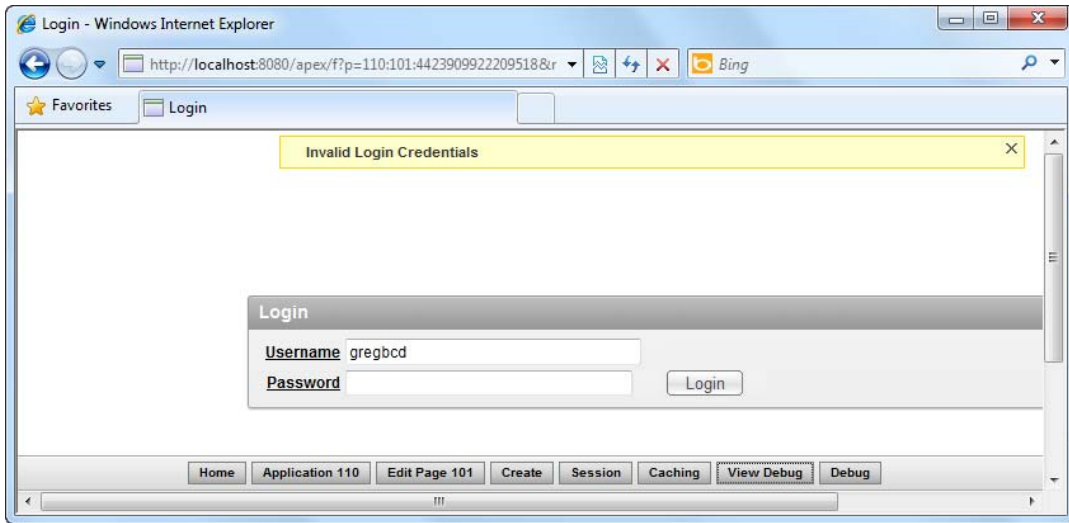 Login - Windows Internet Explorer
http://localhost:8080/apex/f?p=110:101:4423909922209518&r
Bing
Favorites
Login
Invalid Login Credentials
Login
Username gregbcd
Password
Login
Home Application 110 Edit Page 101 Create Session Caching View Debug Debug